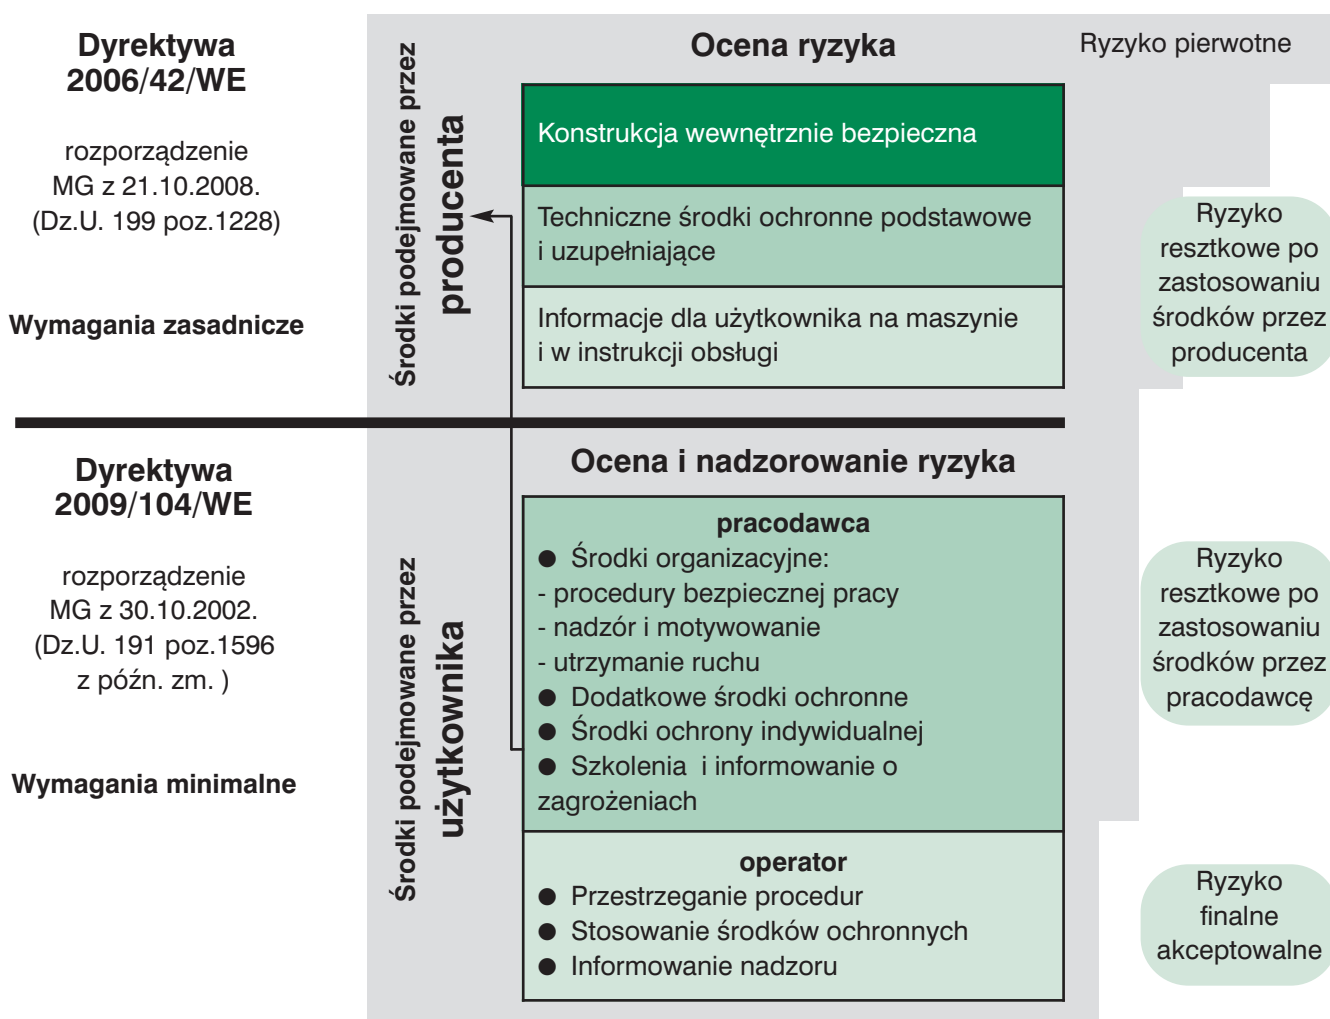 Dyrektywa
2006/42/WE
rozporządzenie
MG z 21.10.2008.
(Dz.U. 199 poz.1228)
Wymagania zasadnicze
Środki podejmowane przez
producenta
Ocena ryzyka
Konstrukcja wewnętrznie bezpieczna
Techniczne środki ochronne podstawowe
i uzupełniające
Informacje dla użytkownika na maszynie
i w instrukcji obsługi
Ryzyko pierwotne
Ryzyko
resztkowe po
zastosowaniu
środków przez
producenta
Dyrektywa
2009/104/WE
rozporządzenie
MG z 30.10.2002.
(Dz.U. 191 poz.1596
z późn. zm. )
Wymagania minimalne
Środki podejmowane przez
użytkownika
Ocena i nadzorowanie ryzyka
pracodawca
● Środki organizacyjne:
- procedury bezpiecznej pracy
- nadzór i motywowanie
- utrzymanie ruchu
● Dodatkowe środki ochronne
● Środki ochrony indywidualnej
● Szkolenia i informowanie o
zagrożeniach
operator
● Przestrzeganie procedur
● Stosowanie środków ochronnych
● Informowanie nadzoru
Ryzyko
resztkowe po
zastosowaniu
środków przez
pracodawcę
Ryzyko
finalne
akceptowalne